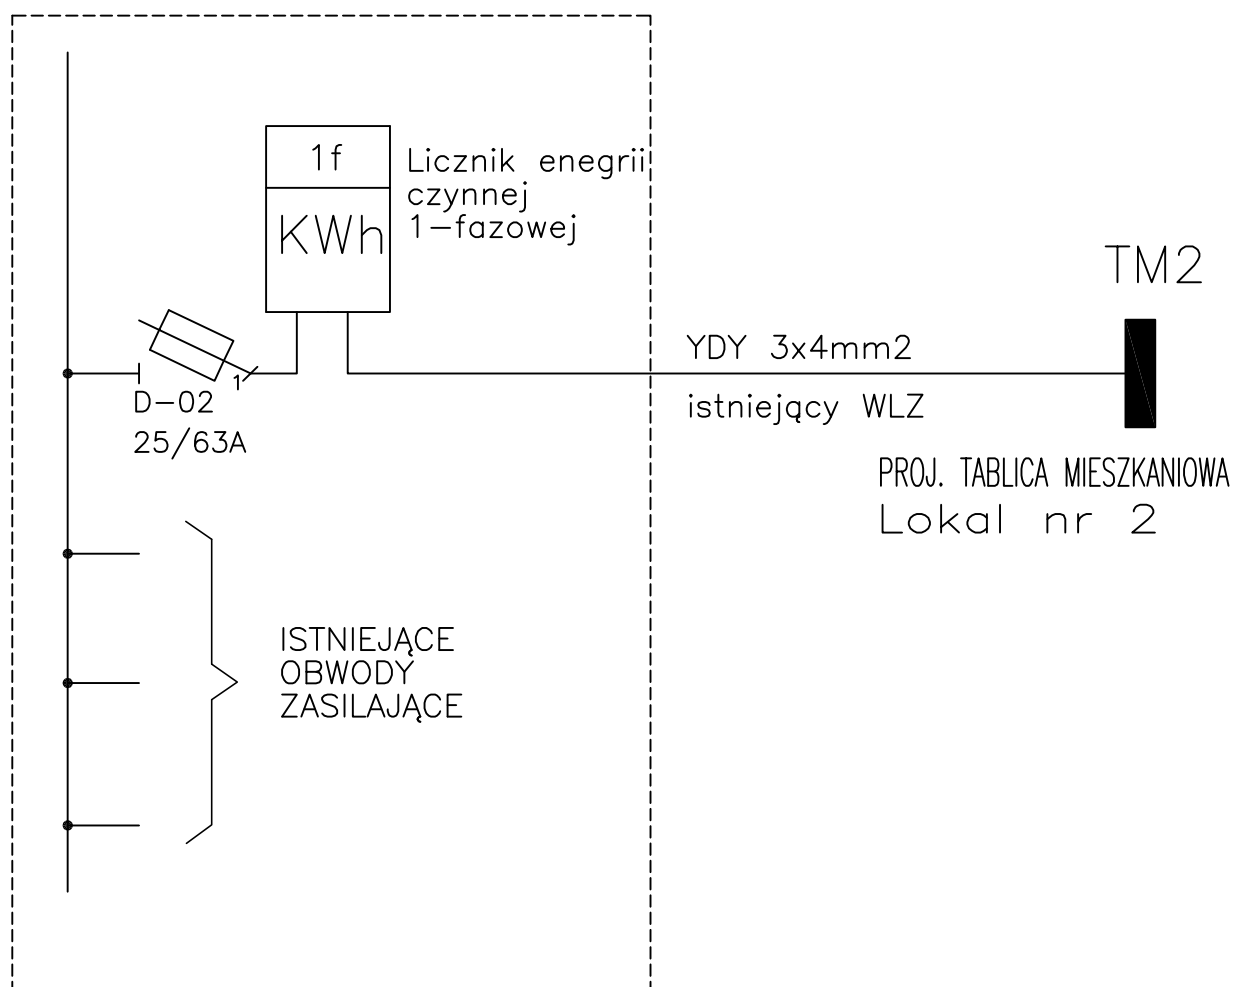 1f
KWh
Licznik enegrii
czynnej
1-fazowej
TM2
YDY 3x4mm2
istniejący WLZ
1
D-02
25/63A
PROJ. TABLICA MIESZKANIOWA
Lokal nr 2
ISTNIEJĄCE
OBWODY
ZASILAJĄCE